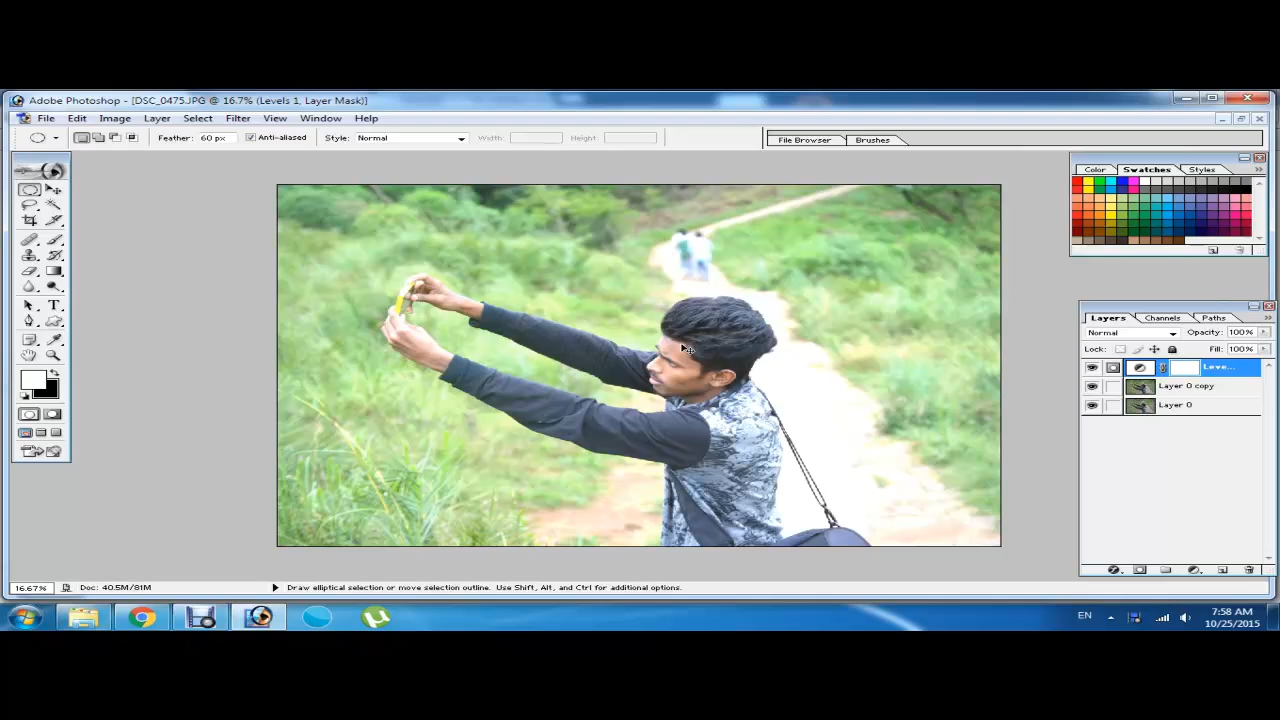 Adobe Photoshop - [DSC_0475.JPG @ 16.7% (Levels 1, Layer Mask)]
File Edit Image Layer Select Filter View Window Help
Feather: 60 px Anti-aliased Style: Normal Width: Height: File Browser Brushes
Color Swatches Styles
Layers Channels Paths
Normal Opacity: 100%
Lock: Fill: 100%
Leve...
Layer 0 copy
Layer 0
16.67% Doc: 40.5M/81M Draw elliptical selection or move selection outline. Use Shift, Alt, and Ctrl for additional options.
EN 7:58 AM
10/25/2015